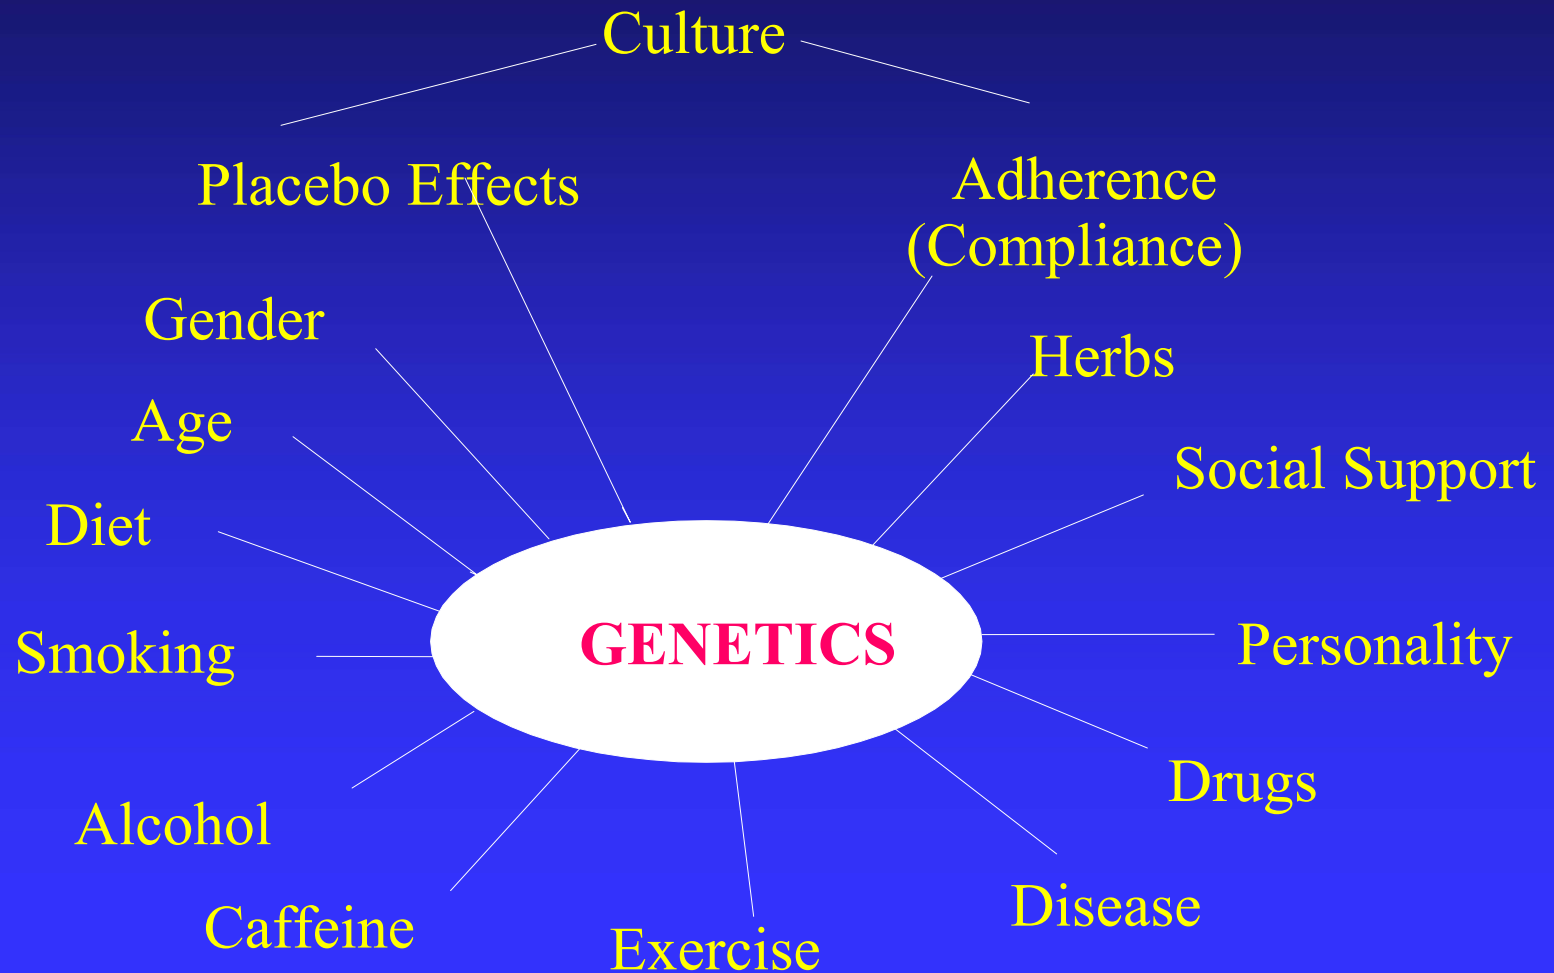 Culture
Placebo Effects
Adherence
(Compliance)
Gender
Herbs
Age
Social Support
Diet
GENETICS
Smoking
Personality
Drugs
Alcohol
Disease
Caffeine
Exercise